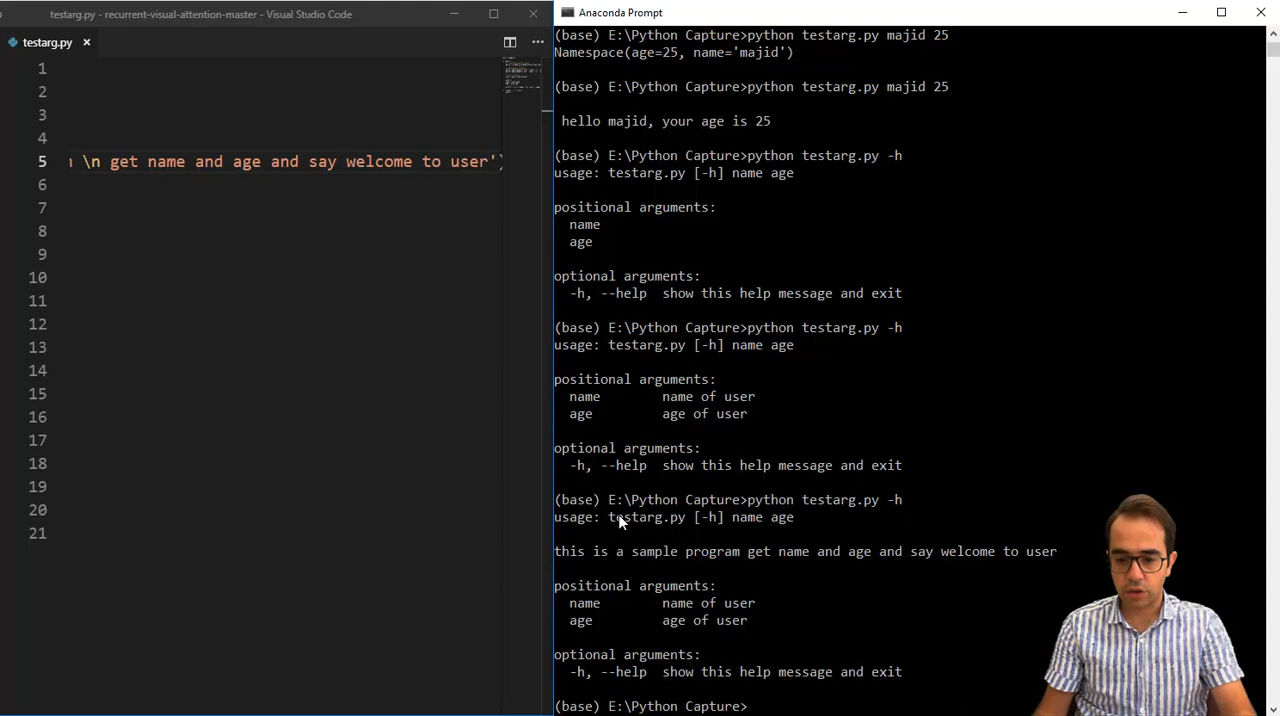 testarg.py - recurrent-visual-attention-master - Visual Studio Code
testarg.py
1
2
3
4
5 \n get name and age and say welcome to user')
6
7
8
9
10
11
12
13
14
15
16
17
18
19
20
21
Anaconda Prompt
(base) E:\Python Capture>python testarg.py majid 25
Namespace(age=25, name='majid')
(base) E:\Python Capture>python testarg.py majid 25
hello majid, your age is 25
(base) E:\Python Capture>python testarg.py -h
usage: testarg.py [-h] name age
positional arguments:
name
age
optional arguments:
-h, --help show this help message and exit
(base) E:\Python Capture>python testarg.py -h
usage: testarg.py [-h] name age
positional arguments:
name name of user
age age of user
optional arguments:
-h, --help show this help message and exit
(base) E:\Python Capture>python testarg.py -h
usage: testarg.py [-h] name age
this is a sample program get name and age and say welcome to user
positional arguments:
name name of user
age age of user
optional arguments:
-h, --help show this help message and exit
(base) E:\Python Capture>